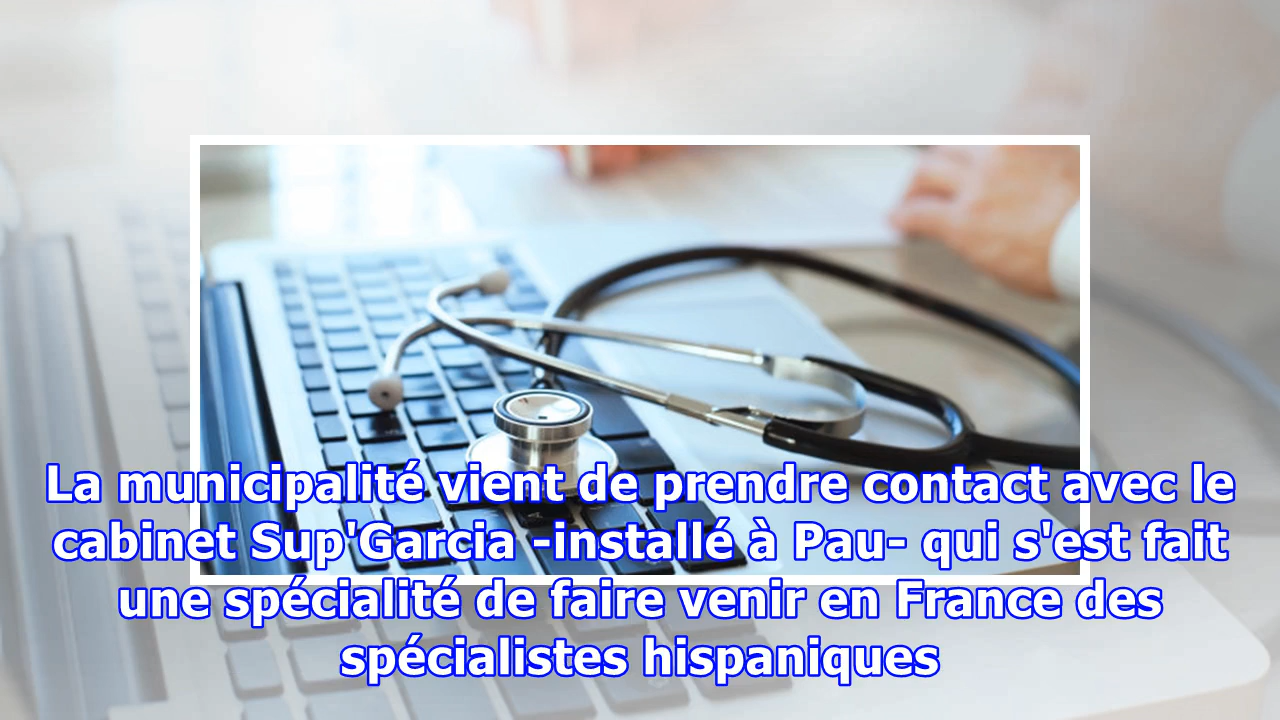 La municipalité vient de prendre contact avec le
cabinet Sup'Garcia -installé à Pau- qui s'est fait
une spécialité de faire venir en France des
spécialistes hispaniques